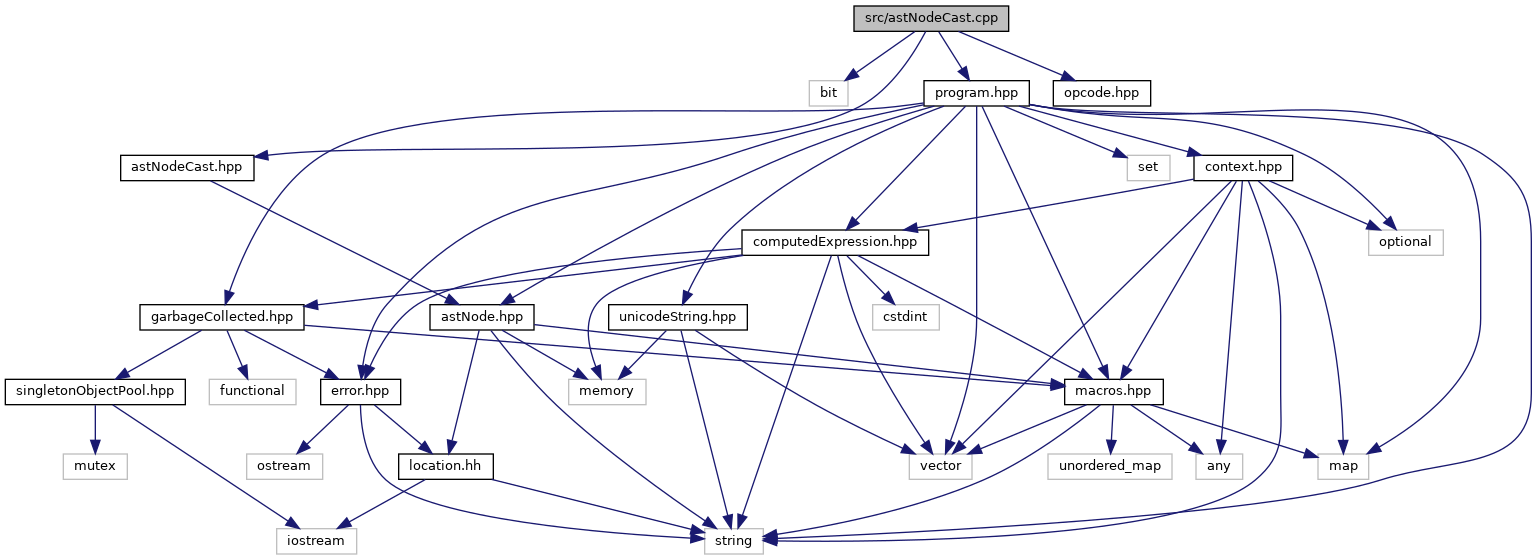 src/astNodeCast.cpp
bit
program.hpp
opcode.hpp
astNodeCast.hpp
set
context.hpp
computedExpression.hpp
optional
garbageCollected.hpp
astNode.hpp
unicodeString.hpp
cstdint
singletonObjectPool.hpp
functional
error.hpp
memory
macros.hpp
mutex
ostream
location.hh
vector
unordered_map
any
map
iostream
string